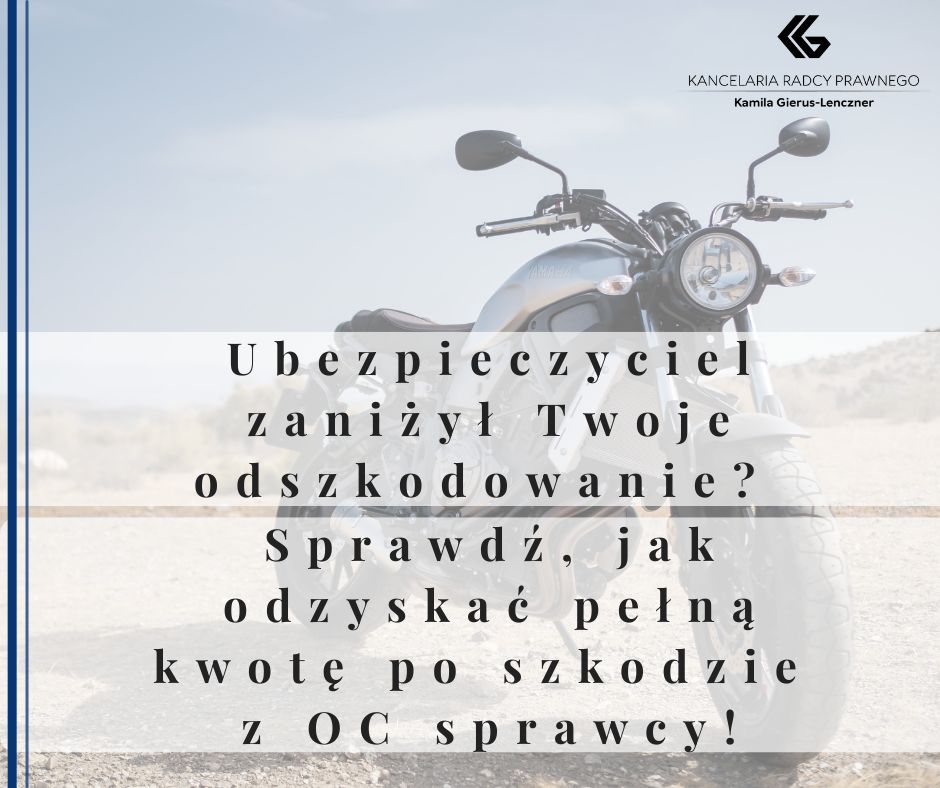 KANCELARIA RADCY PRAWNEGO
Kamila Gierus-Lenczner
YAMAHA
Ubezpieczyciel
zaniżył Twoje
odszkodowanie?
Sprawdź, jak
odzyskać pełną
kwotę po szkodzie
z OC sprawcy!